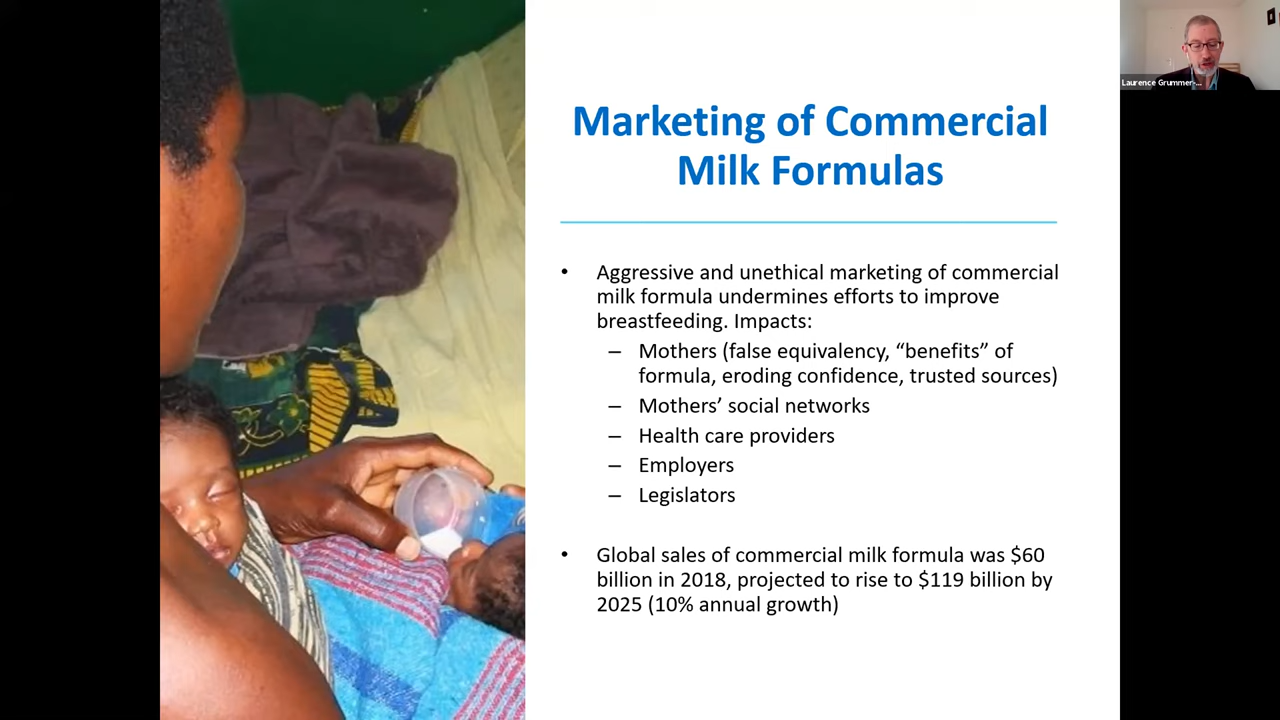 Marketing of Commercial
Milk Formulas
Laurence Grummer-...
• Aggressive and unethical marketing of commercial
milk formula undermines efforts to improve
breastfeeding. Impacts:
– Mothers (false equivalency, “benefits” of
formula, eroding confidence, trusted sources)
– Mothers’ social networks
– Health care providers
– Employers
– Legislators
• Global sales of commercial milk formula was $60
billion in 2018, projected to rise to $119 billion by
2025 (10% annual growth)